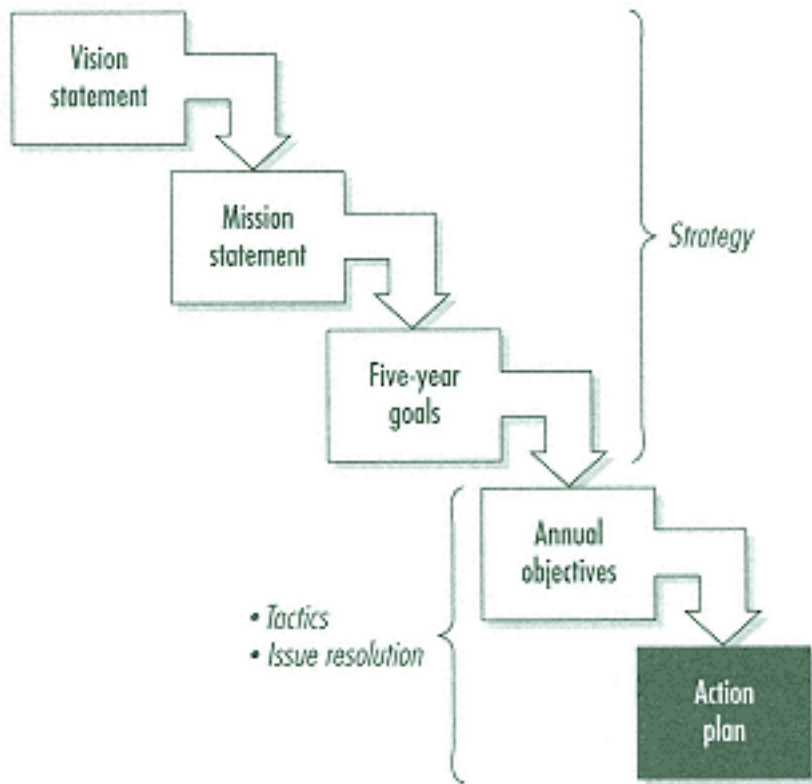 Vision
statement
Mission
statement
Strategy
Five-year
goals
Annual
objectives
• Tactics
• Issue resolution
Action
plan